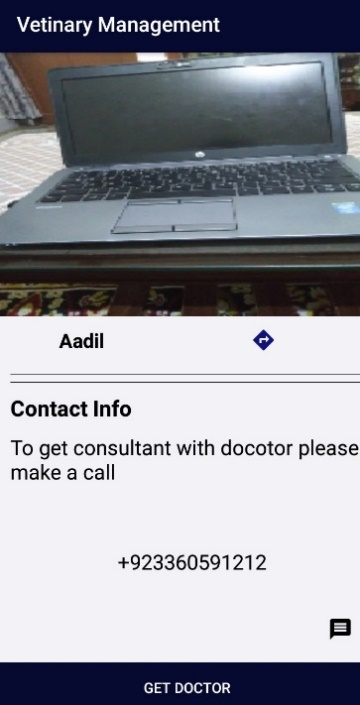 Vetinary Management
Aadil
Contact Info
To get consultant with docotor please
make a call
+923360591212
GET DOCTOR